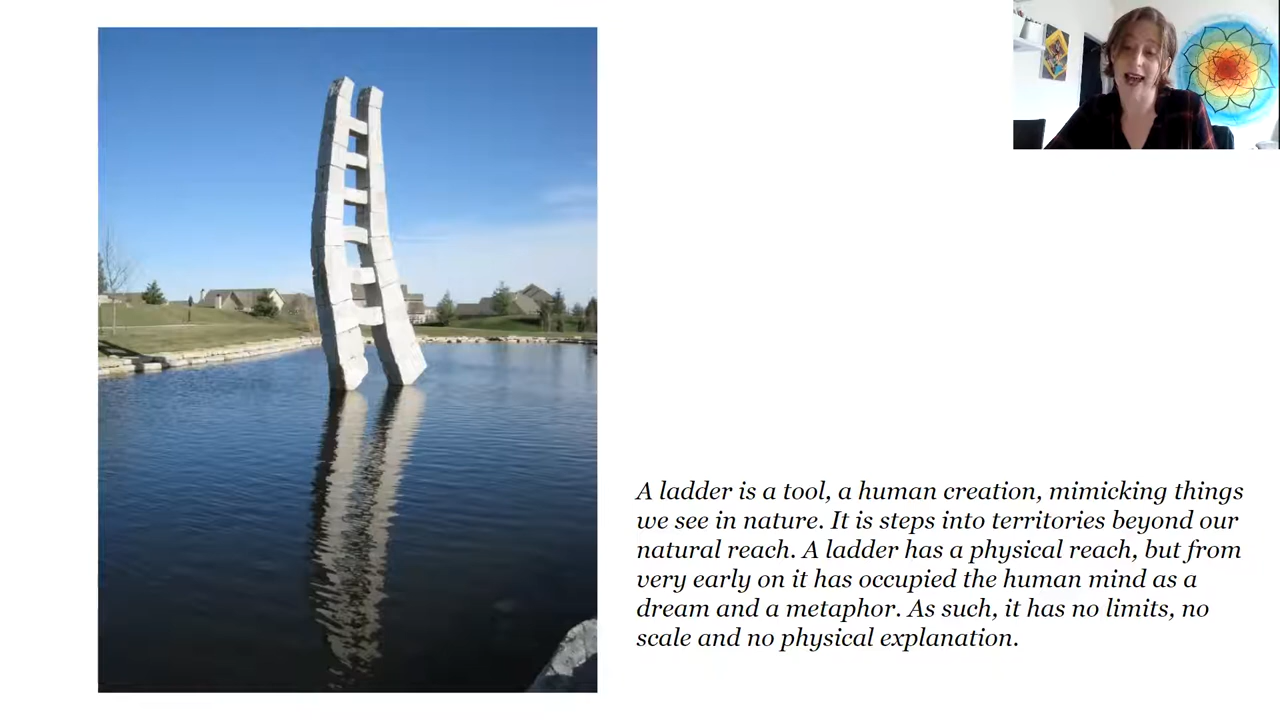 A ladder is a tool, a human creation, mimicking things
we see in nature. It is steps into territories beyond our
natural reach. A ladder has a physical reach, but from
very early on it has occupied the human mind as a
dream and a metaphor. As such, it has no limits, no
scale and no physical explanation.